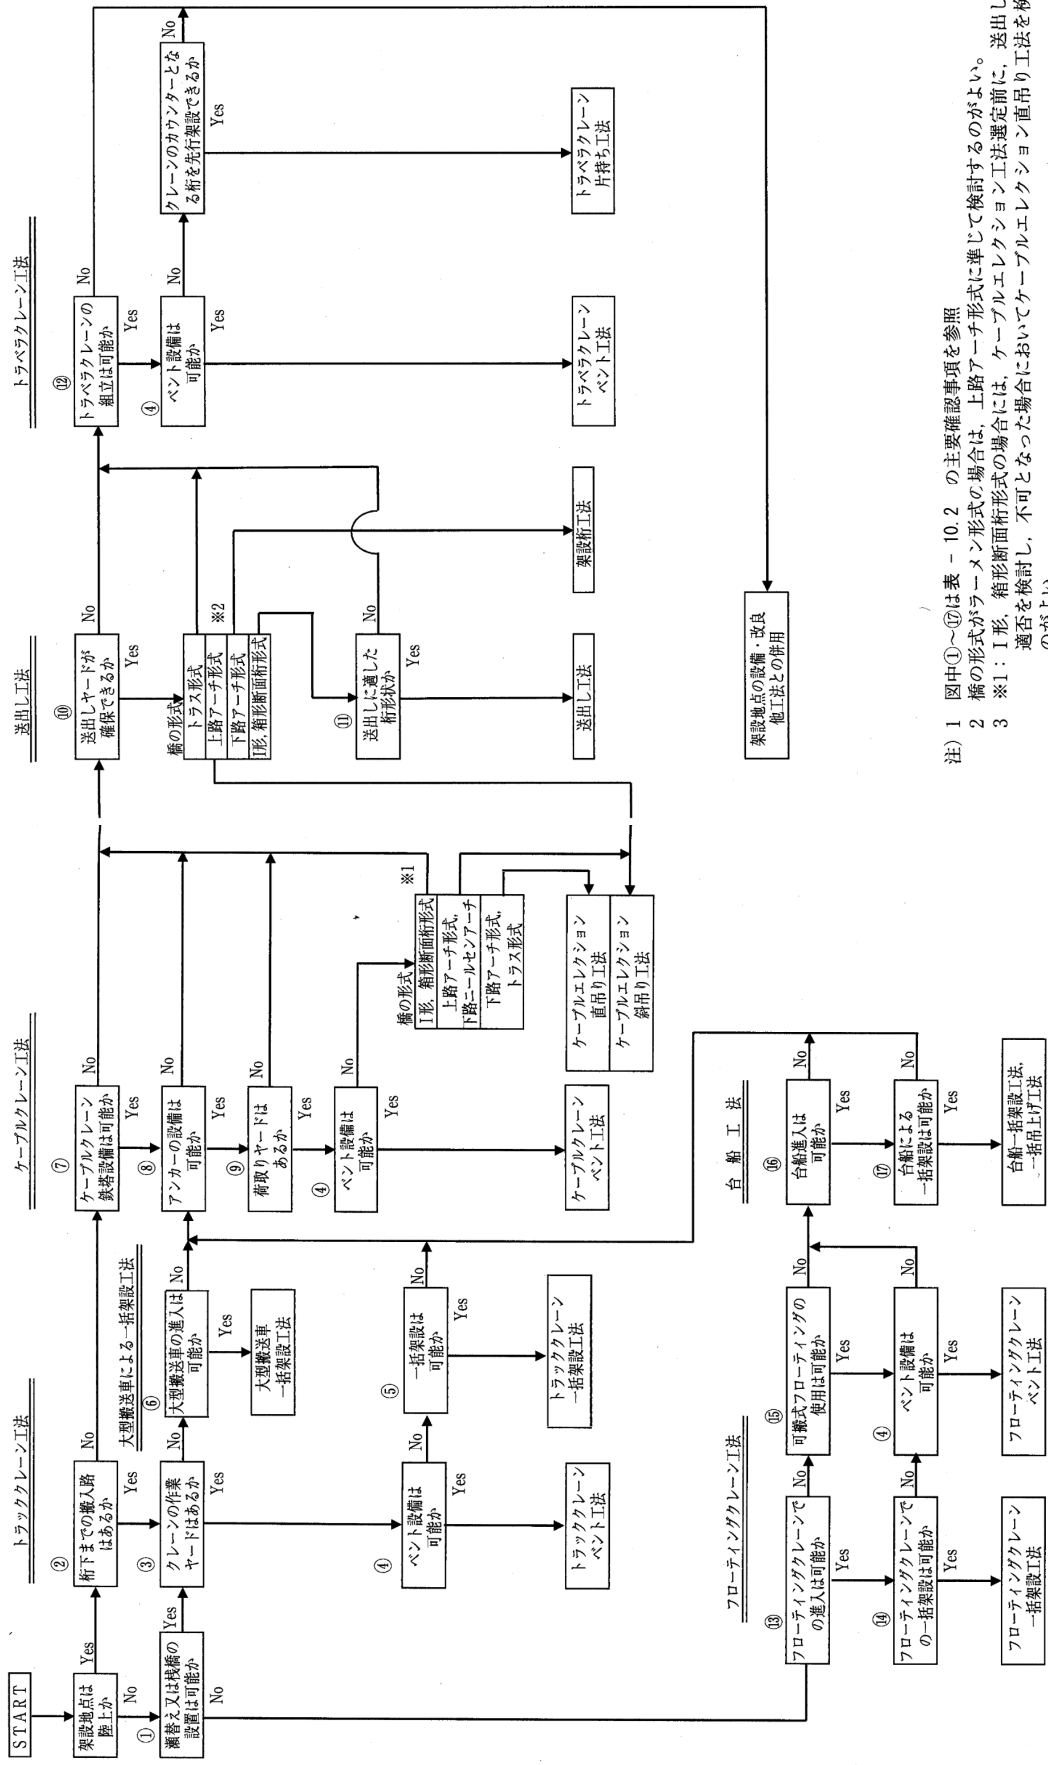 START
架設地点は
陸上か
Yes
No
①
瀬替え又は桟橋の
設置は可能か
Yes
No
トラッククレーン工法
②
桁下までの搬入路
はあるか
No
Yes
③
クレーンの作業
ヤードはあるか
No
Yes
④
ベント設備は
可能か
No
Yes
トラッククレーン
ベント工法
大型搬送車による一括架設工法
⑥
大型搬送車の進入は
可能か
No
Yes
大型搬送車
一括架設工法
⑤
一括架設は
可能か
No
Yes
トラッククレーン
一括架設工法
フローティングクレーン工法
⑬
フローティングクレーンで
の進入は可能か
No
Yes
⑭
フローティングクレーンで
の一括架設は可能か
No
Yes
フローティングクレーン
一括架設工法
⑮
可搬式フローティングの
使用は可能か
No
Yes
④
ベント設備は
可能か
No
Yes
フローティングクレーン
ベント工法
台船工法
⑯
台船進入は
可能か
No
Yes
⑰
台船による
一括架設は可能か
No
Yes
台船一括架設工法,
一括吊上げ工法
ケーブルクレーン工法
⑦
ケーブルクレーン
鉄塔設備は可能か
No
Yes
⑧
アンカーの設備は
可能か
No
Yes
⑨
荷取りヤードは
あるか
No
Yes
④
ベント設備は
可能か
No
Yes
ケーブルクレーン
ベント工法
橋の形式
※1
I形, 箱形断面桁形式
上路アーチ形式,
下路ニールセンアーチ
下路アーチ形式,
トラス形式
ケーブルエレクション
直吊り工法
ケーブルエレクション
斜吊り工法
送出し工法
⑩
送出しヤードが
確保できるか
No
Yes
橋の形式
トラス形式
上路アーチ形式
※2
下路アーチ形式
I形, 箱形断面桁形式
⑪
送出しに適した
桁形状か
No
Yes
送出し工法
架設桁工法
トラベラクレーン工法
⑫
トラベラクレーンの
組立は可能か
No
Yes
④
ベント設備は
可能か
No
Yes
トラベラクレーン
ベント工法
クレーンのカウンターとな
る桁を先行架設できるか
No
Yes
トラベラクレーン
片持ち工法
架設地点の設備・改良
他工法との併用
注) 1 図中①〜⑰は表 - 10.2 の主要確認事項を参照
2 橋の形式がラーメン形式の場合は, 上路アーチ形式に準じて検討するのがよい。
3 ※1: I形, 箱形断面桁形式の場合には, ケーブルエレクション工法選定前に, 送出し
適否を検討し, 不可となった場合においてケーブルエレクション直吊り工法を検
のがよい